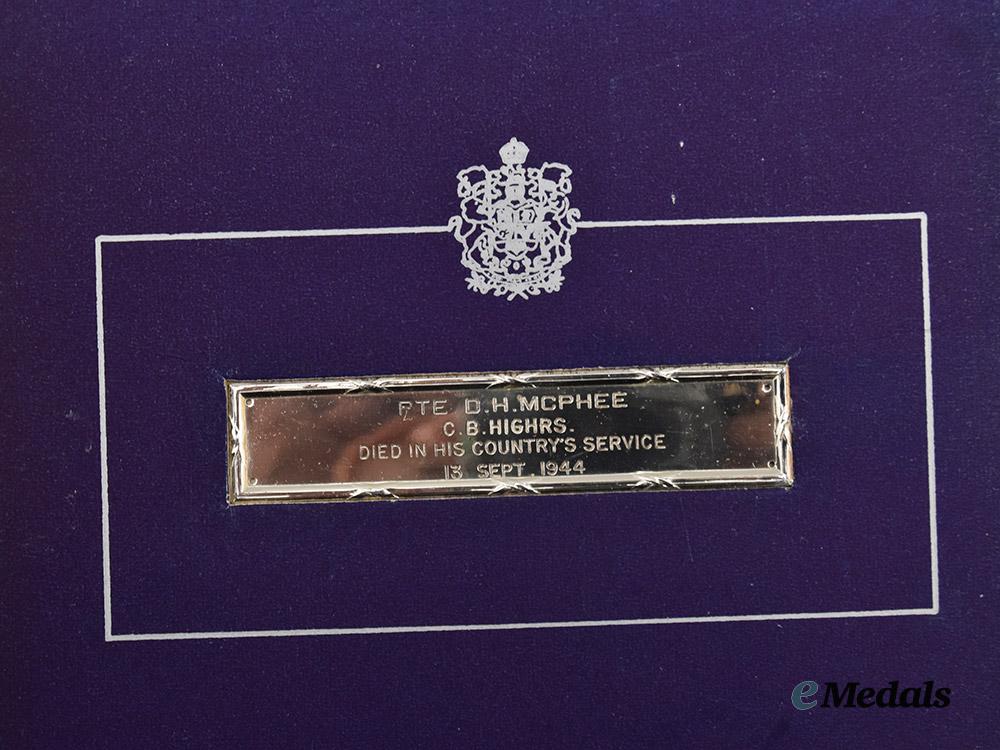 PTE D.H.MCPHEE
C.B.HIGHRS.
DIED IN HIS COUNTRY'S SERVICE
13 SEPT 1944
eMedals